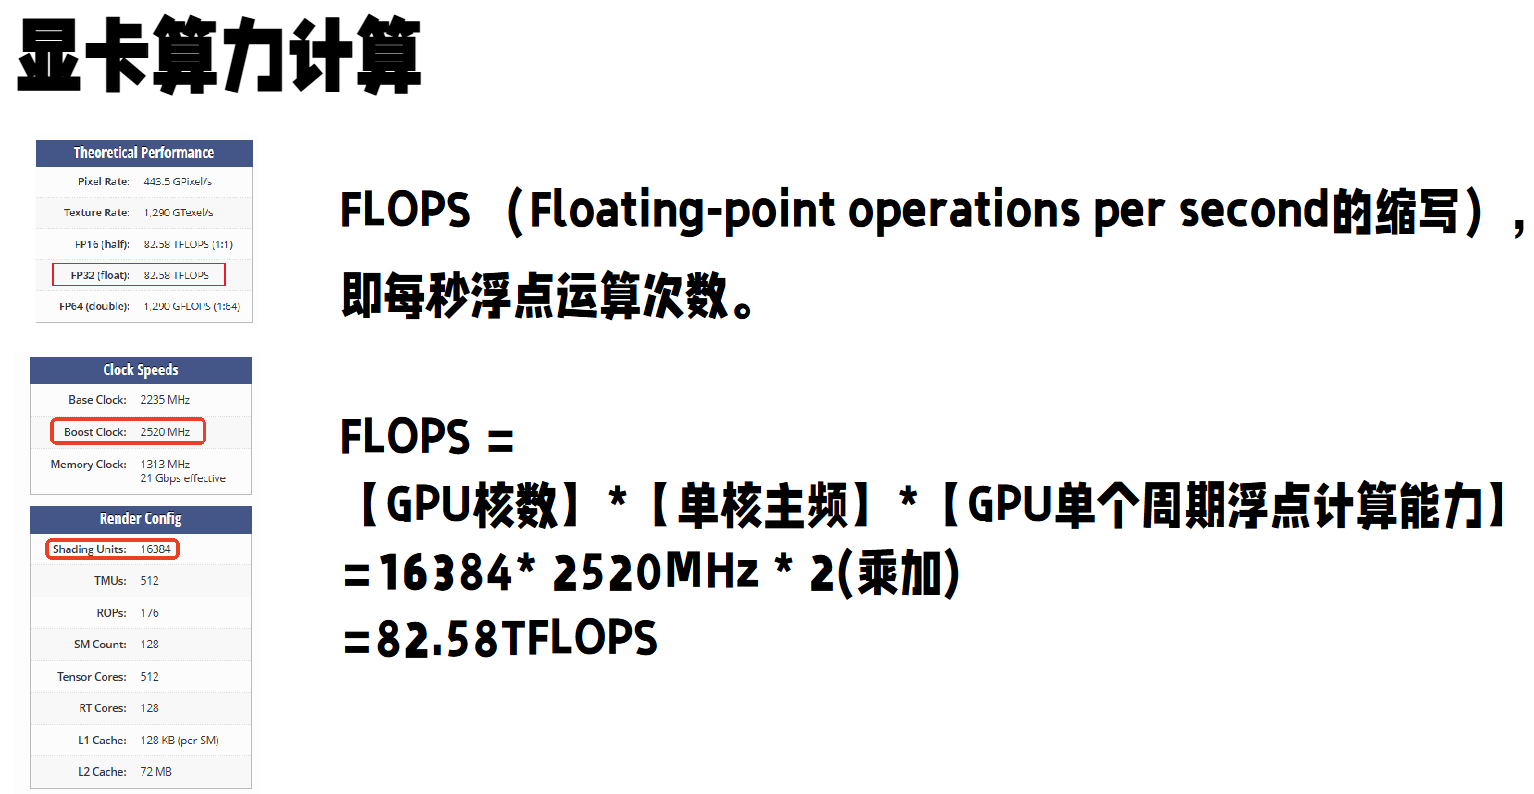 显卡算力计算
Theoretical Performance
Pixel Rate: 443.5 GPixel/s
Texture Rate: 1,290 GTexel/s
FP16 (half): 82.58 TFLOPS (1:1)
FP32 (float): 82.58 TFLOPS
FP64 (double): 1,290 GFLOPS (1:64)
Clock Speeds
Base Clock: 2235 MHz
Boost Clock: 2520 MHz
Memory Clock: 1313 MHz
21 Gbps effective
Render Config
Shading Units: 16384
TMUs: 512
ROPs: 176
SM Count: 128
Tensor Cores: 512
RT Cores: 128
L1 Cache: 128 KB (per SM)
L2 Cache: 72 MB
FLOPS （Floating-point operations per second的缩写），
即每秒浮点运算次数。
FLOPS =
【GPU核数】*【单核主频】*【GPU单个周期浮点计算能力】
=16384* 2520MHz * 2(乘加)
=82.58TFLOPS